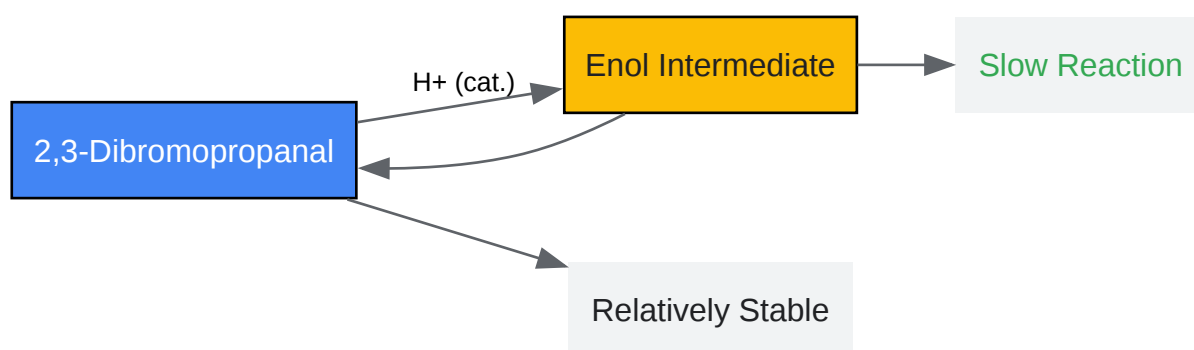 H+ (cat.)
Enol Intermediate
Slow Reaction
2,3-Dibromopropanal
Relatively Stable